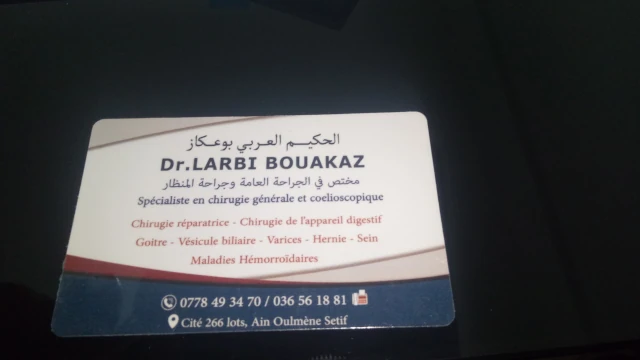 الحكيم العربي بوعكاز
Dr.LARBI BOUAKAZ
مختص في الجراحة العامة وجراحة المنظار
Spécialiste en chirugie générale et coelioscopique
Chirugie réparatrice - Chirugie de l'appareil digestif
Goitre - Vésicule biliaire - Varices - Hernie - Sein
Maladies Hémorroïdaires
0778 49 34 70 / 036 56 18 81
Cité 266 lots, Ain Oulmène Setif